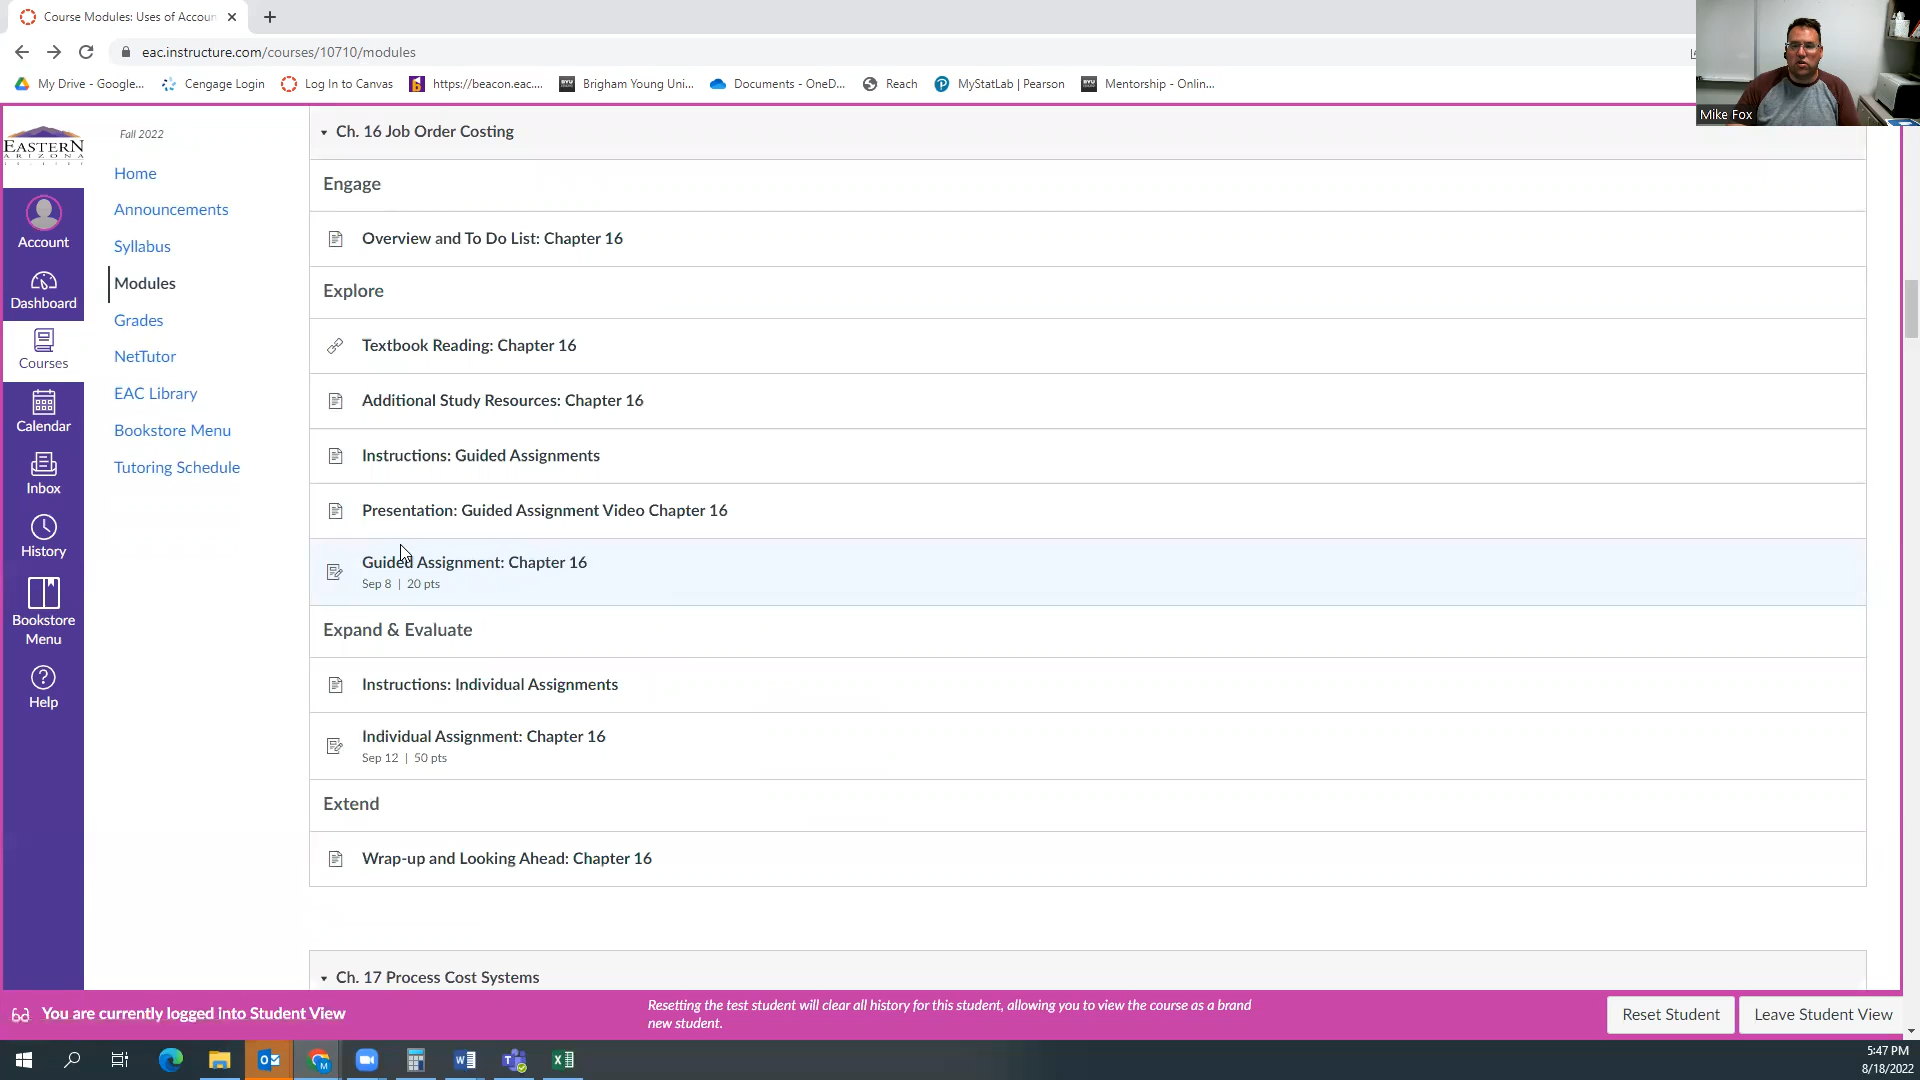 Course Modules: Uses of Accoun
eac.instructure.com/courses/10710/modules
My Drive - Google...
Cengage Login
Log In to Canvas
https://beacon.eac....
Brigham Young Uni...
Documents - OneD...
Reach
MyStatLab | Pearson
Mentorship - Onlin...
Mike Fox
EASTERN
ARIZONA
Account
Dashboard
Courses
Calendar
Inbox
History
Bookstore
Menu
Help
Fall 2022
Home
Announcements
Syllabus
Modules
Grades
NetTutor
EAC Library
Bookstore Menu
Tutoring Schedule
Ch. 16 Job Order Costing
Engage
Overview and To Do List: Chapter 16
Explore
Textbook Reading: Chapter 16
Additional Study Resources: Chapter 16
Instructions: Guided Assignments
Presentation: Guided Assignment Video Chapter 16
Guided Assignment: Chapter 16
Sep 8 | 20 pts
Expand & Evaluate
Instructions: Individual Assignments
Individual Assignment: Chapter 16
Sep 12 | 50 pts
Extend
Wrap-up and Looking Ahead: Chapter 16
Ch. 17 Process Cost Systems
You are currently logged into Student View
Resetting the test student will clear all history for this student, allowing you to view the course as a brand
new student.
Reset Student
Leave Student View
5:47 PM
8/18/2022